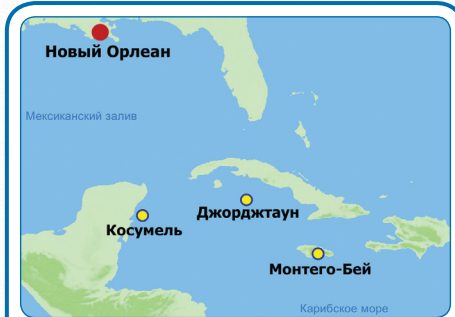 Новый Орлеан
Мексиканский залив
Джорджтаун
Косумель
Монтего-Бей
Карибское море